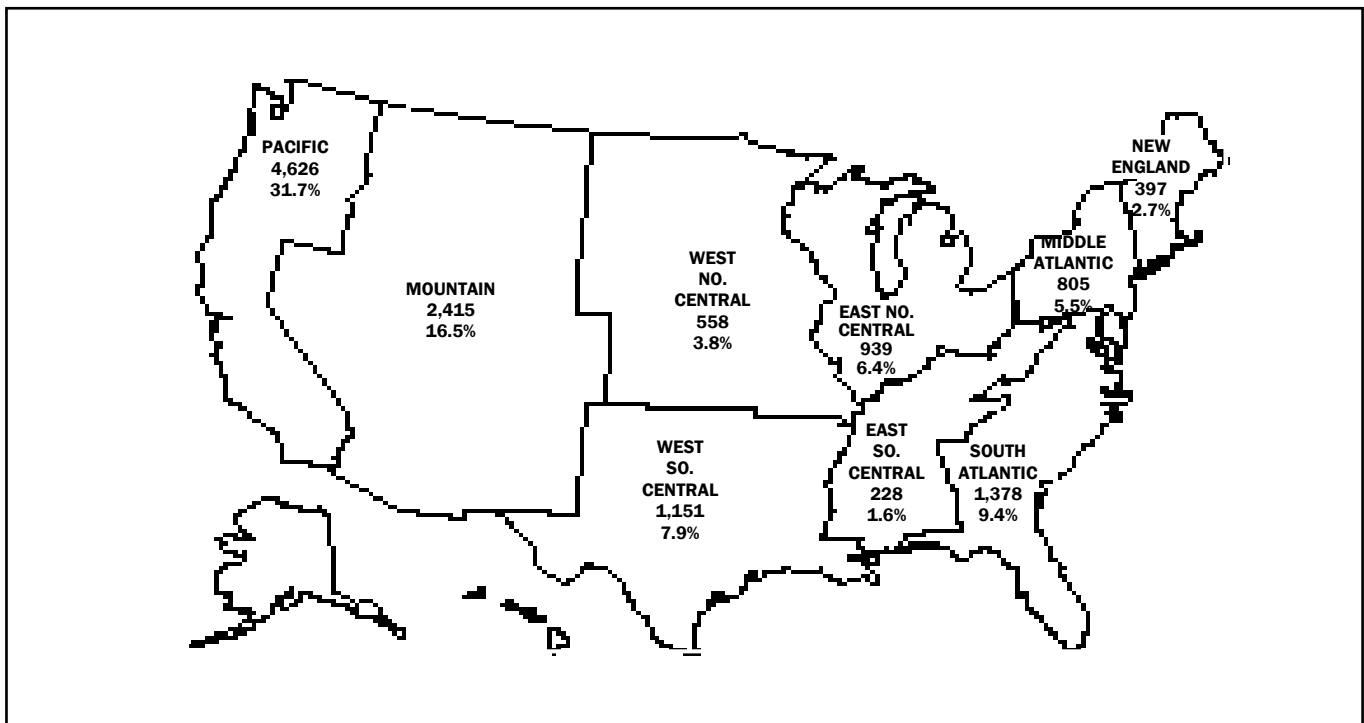 PACIFIC
4,626
31.7%
MOUNTAIN
2,415
16.5%
WEST
NO.
CENTRAL
558
3.8%
EAST NO.
CENTRAL
939
6.4%
NEW
ENGLAND
397
2.7%
MIDDLE
ATLANTIC
805
5.5%
WEST
SO.
CENTRAL
1,151
7.9%
EAST
SO.
CENTRAL
228
1.6%
SOUTH
ATLANTIC
1,378
9.4%